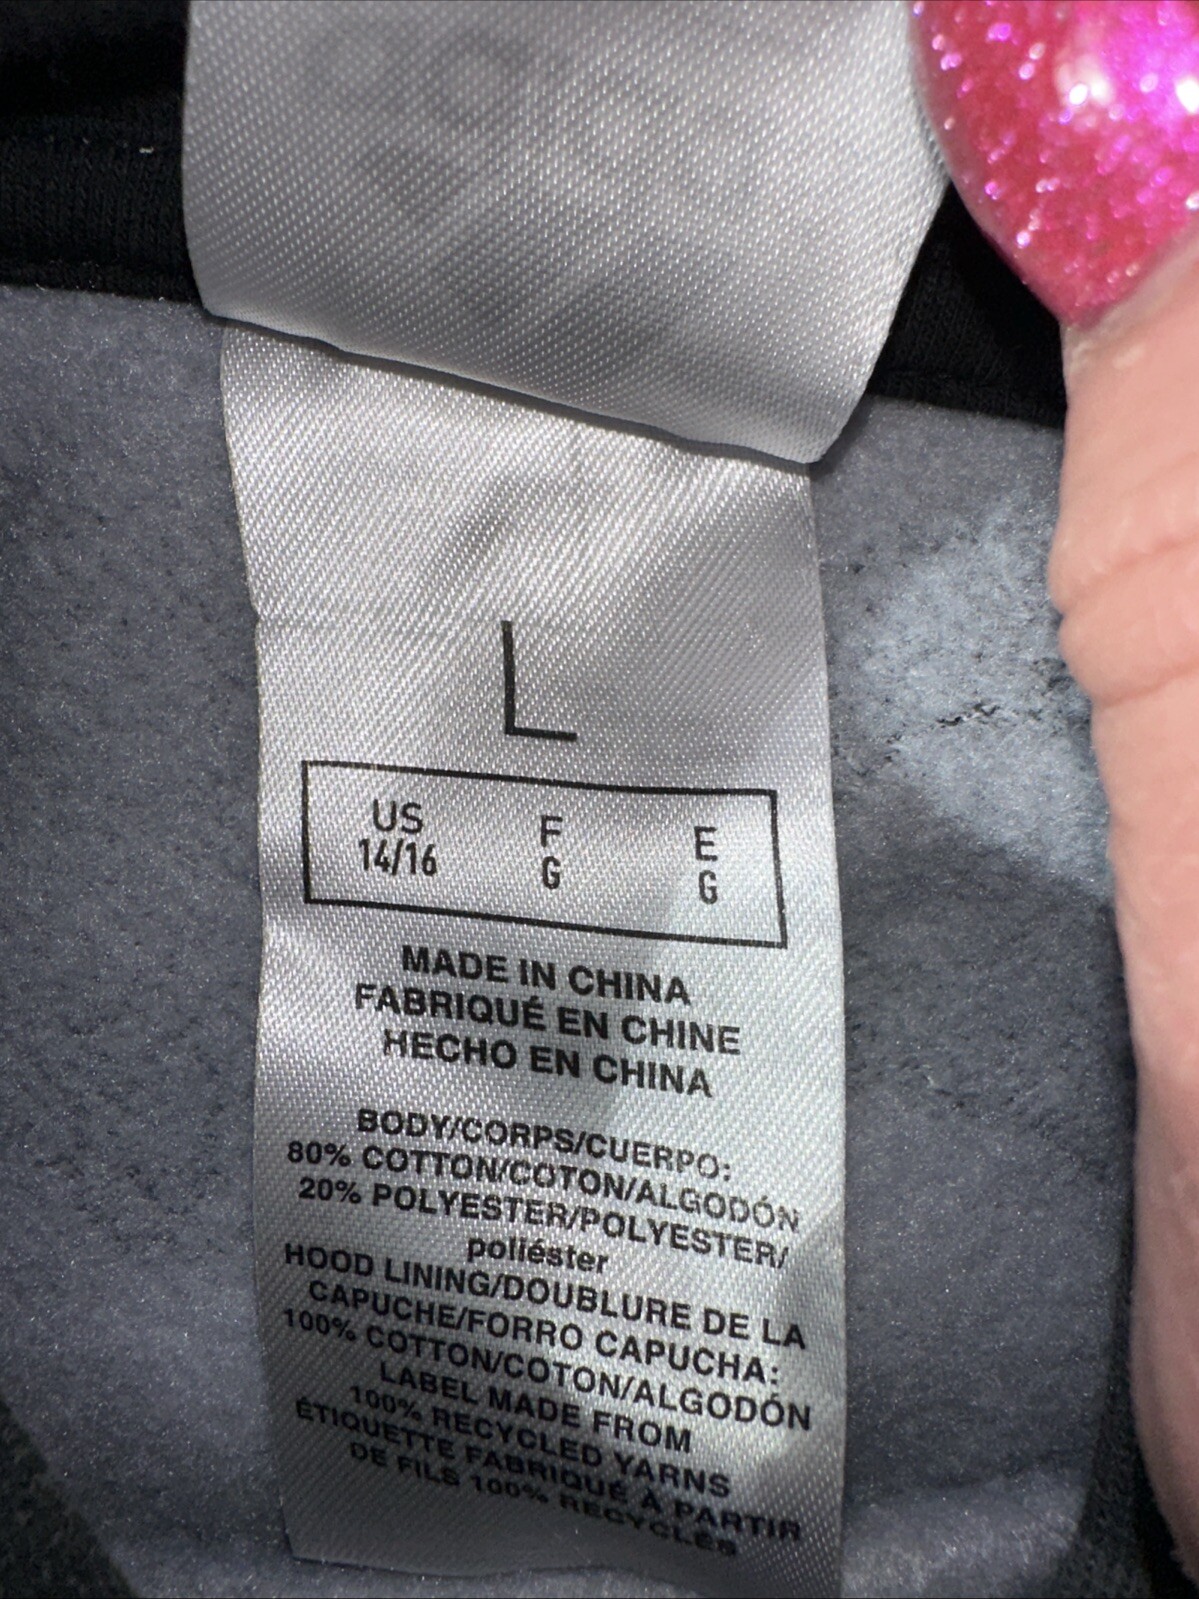 L
US F E
14/16 G G
MADE IN CHINA
FABRIQUÉ EN CHINE
HECHO EN CHINA
BODY/CORPS/CUERPO:
80% COTTON/COTON/ALGODÓN
20% POLYESTER/POLYESTER/
poliéster
HOOD LINING/DOUBLURE DE LA
CAPUCHE/FORRO CAPUCHA:
100% COTTON/COTON/ALGODÓN
LABEL MADE FROM
100% RECYCLED YARNS
ÉTIQUETTE FABRIQUÉ À PARTIR
DE FILS 100% RECYCLÉS